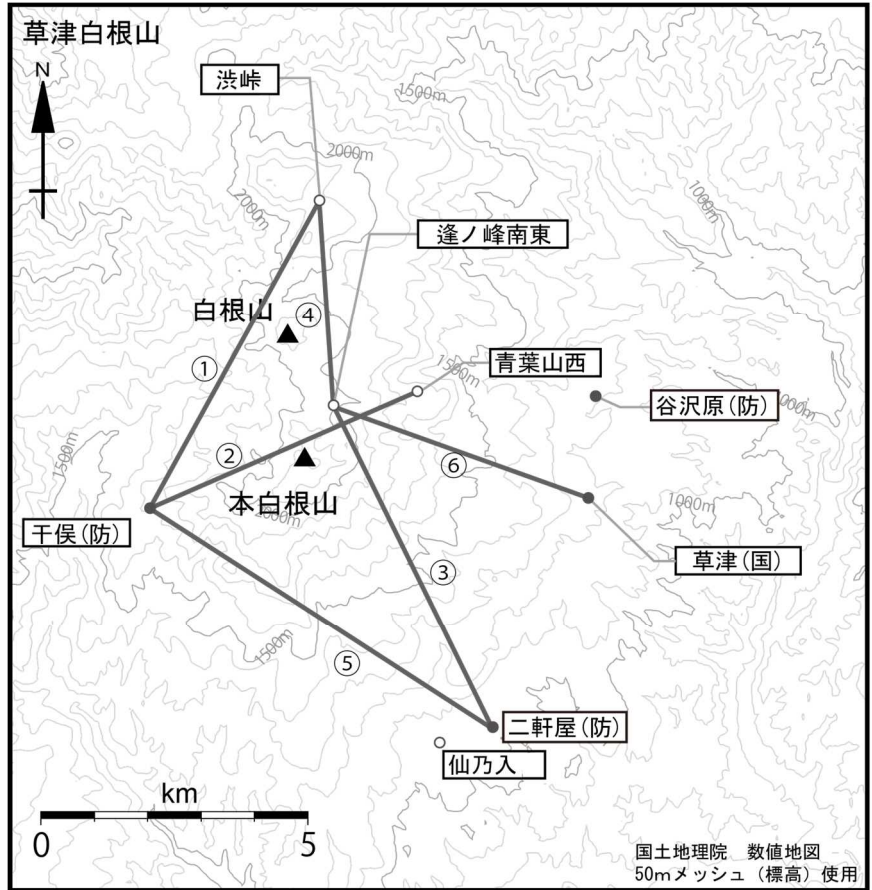 草津白根山
N
渋峠
1500m
2000m
2000m
1000m
逢ノ峰南東
白根山
④
①
青葉山西
1500m
谷沢原(防)
1000m
1500m
②
⑥
本白根山
2000m
1000m
干俣(防)
草津(国)
③
1500m
⑤
二軒屋(防)
仙乃入
km
0
5
国土地理院 数値地図
50mメッシュ(標高)使用